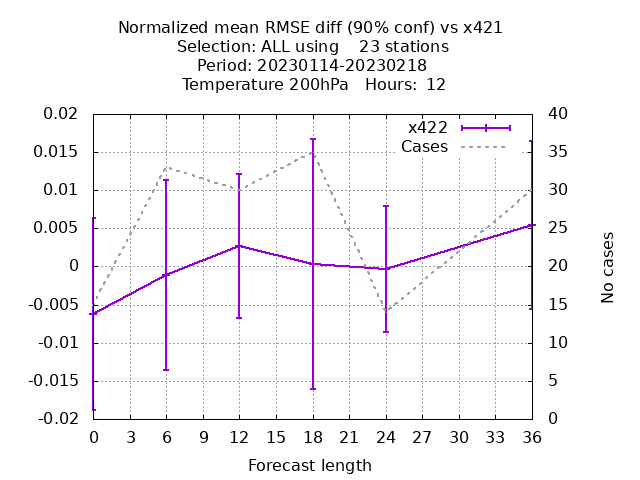 Normalized mean RMSE diff (90% conf) vs x421
Selection: ALL using    23 stations
Period: 20230114-20230218
Temperature 200hPa   Hours:  12
x422
Cases
0.02
0.015
0.01
0.005
0
-0.005
-0.01
-0.015
-0.02
40
35
30
25
20
15
10
5
0
No cases
0 3 6 9 12 15 18 21 24 27 30 33 36
Forecast length